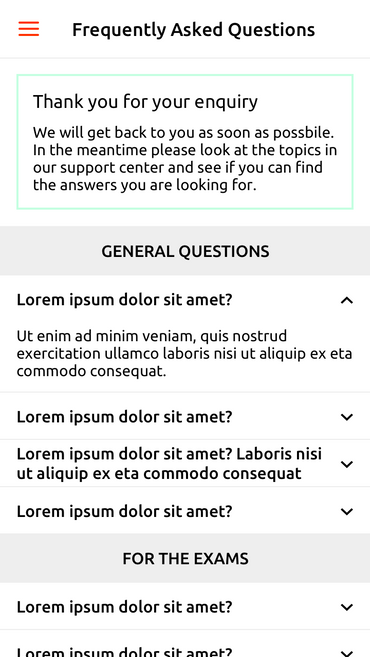 Frequently Asked Questions
Thank you for your enquiry
We will get back to you as soon as possbile.
In the meantime please look at the topics in
our support center and see if you can find
the answers you are looking for.
GENERAL QUESTIONS
Lorem ipsum dolor sit amet?
Ut enim ad minim veniam, quis nostrud
exercitation ullamco laboris nisi ut aliquip ex eta
commodo consequat.
Lorem ipsum dolor sit amet?
Lorem ipsum dolor sit amet? Laboris nisi
ut aliquip ex eta commodo consequat
Lorem ipsum dolor sit amet?
FOR THE EXAMS
Lorem ipsum dolor sit amet?
Lorem ipsum dolor sit amet?